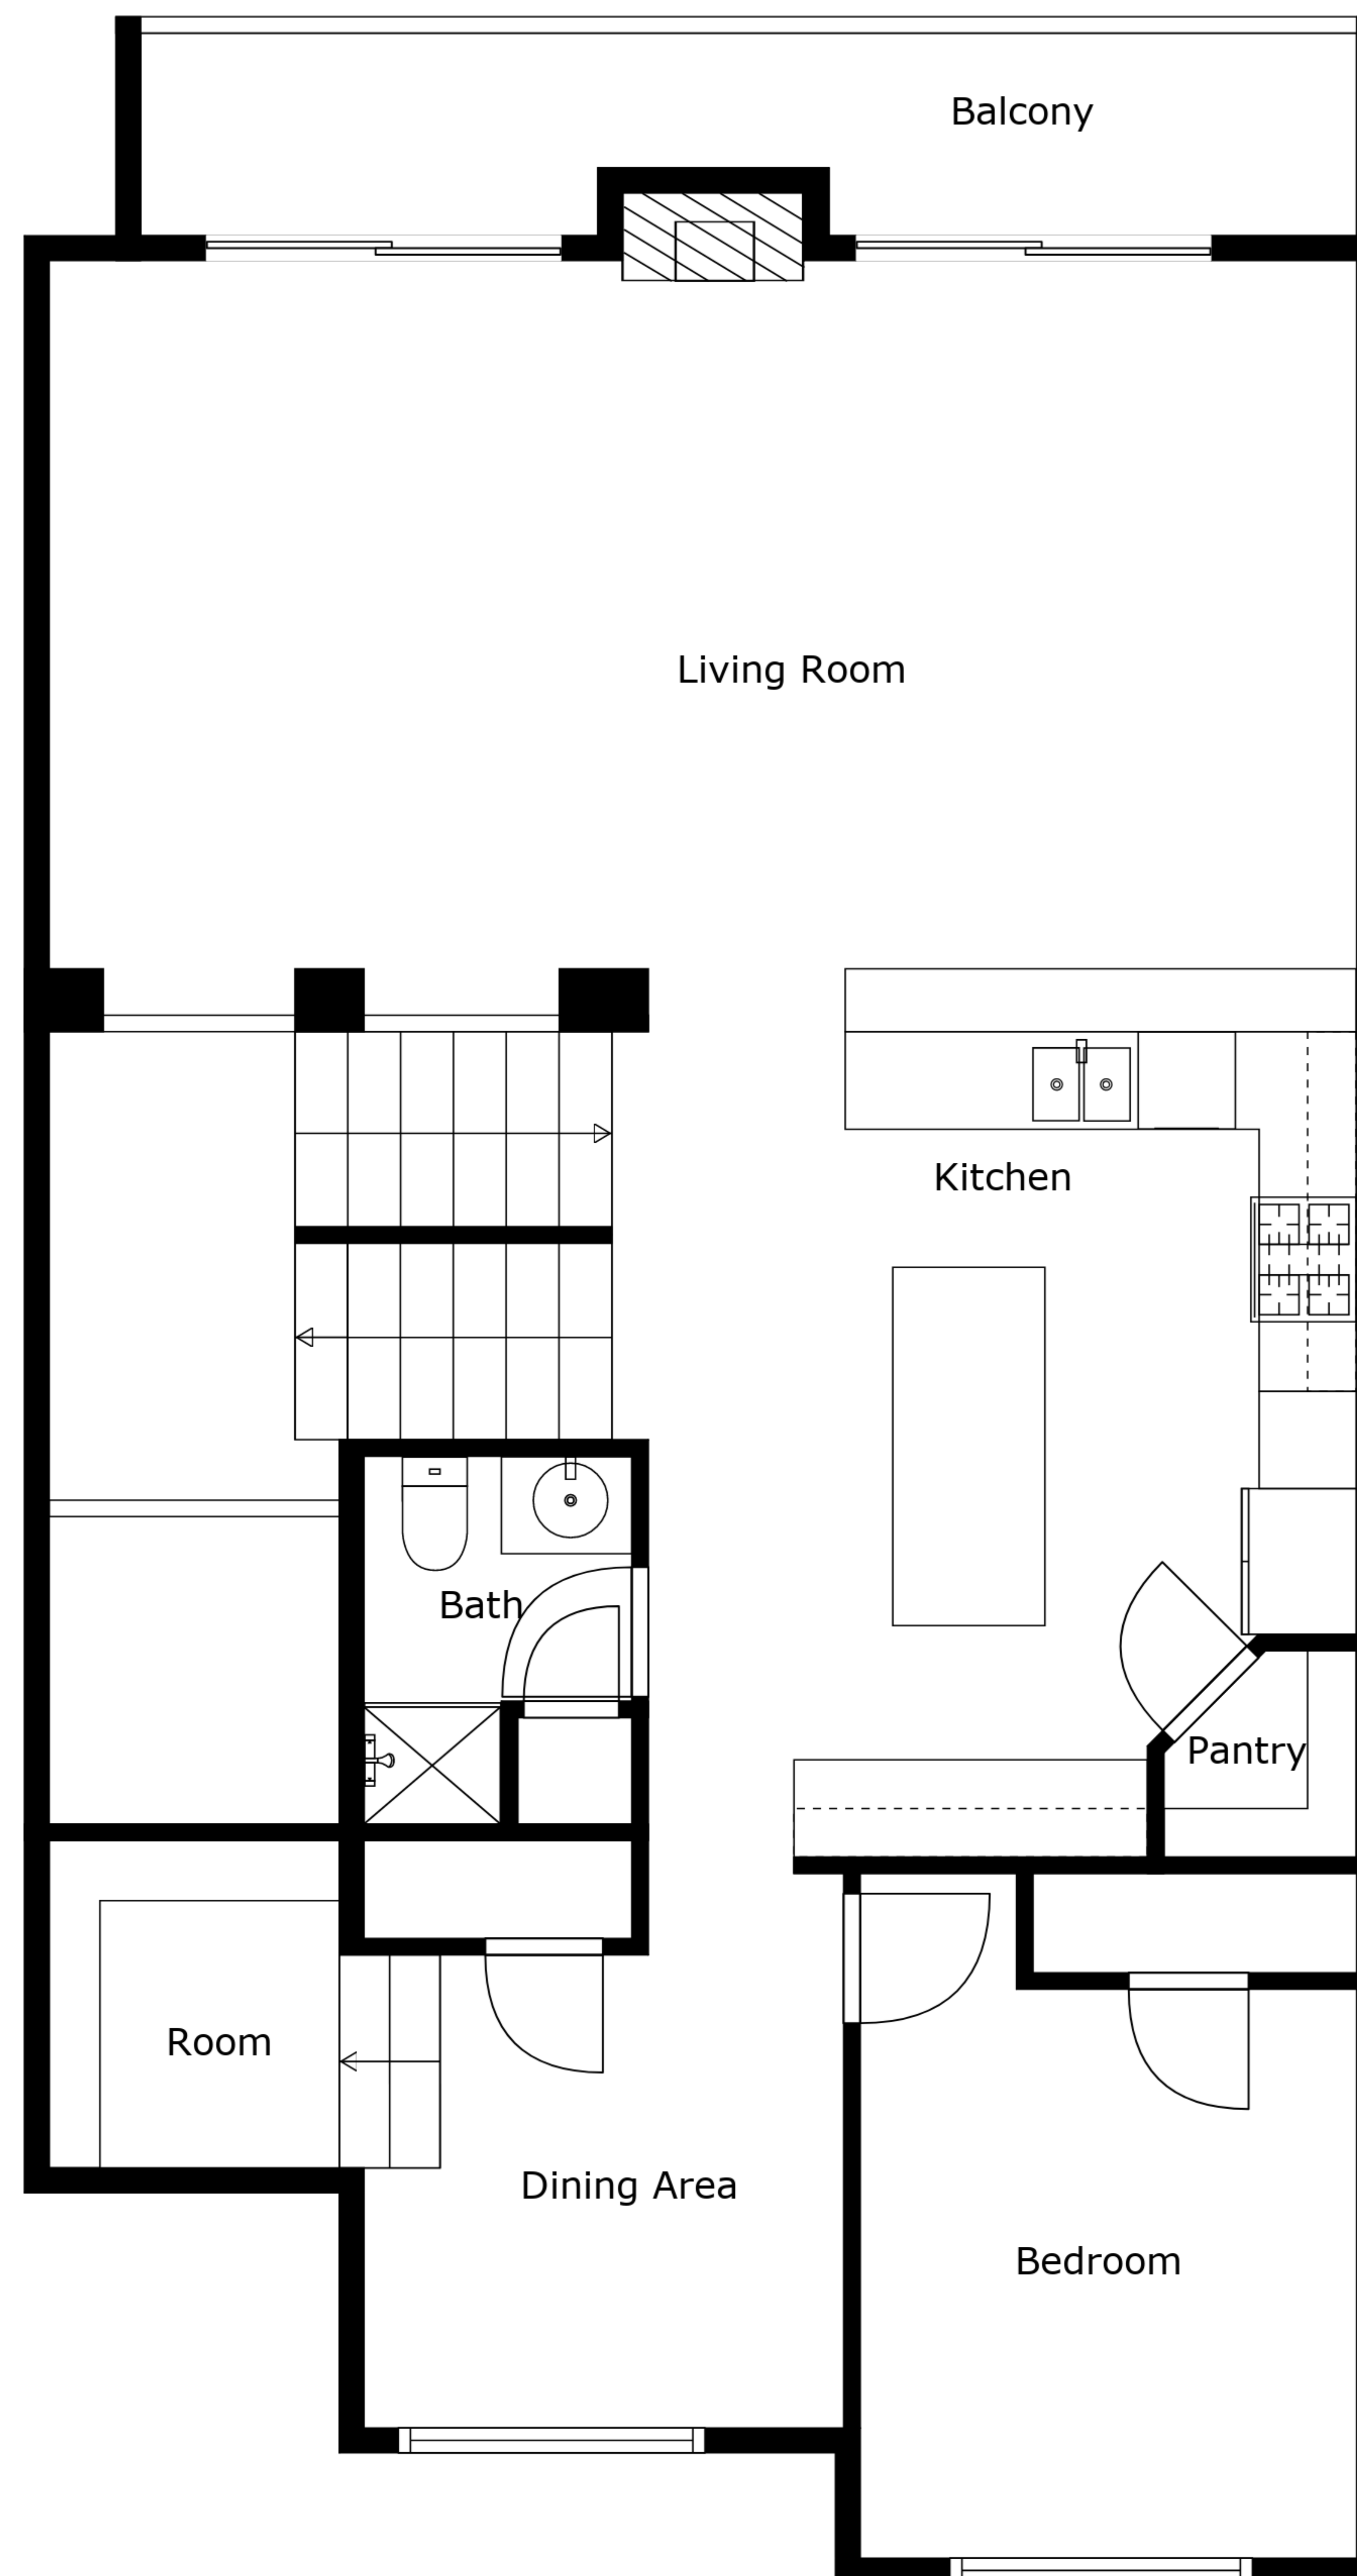 Balcony
Living Room
Kitchen
Bath
Pantry
Room
Dining Area
Bedroom